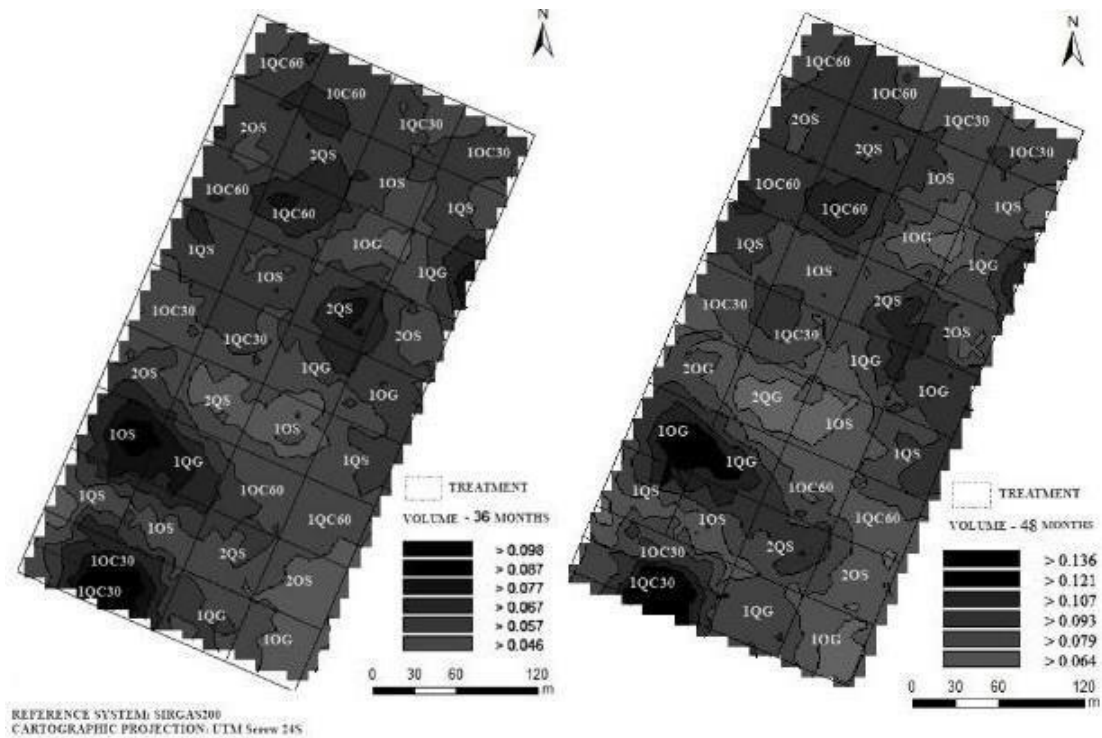 N
1QC60
1OC60
1QC30
1OC30
2OS
2QS
1OS
1QS
1OC60
1QC60
1OG
1QG
1QS
1OS
2QS
2OS
1OC30
1QC30
1QG
1OG
2OS
2QS
1OS
1QS
1OS
1QG
1OC60
1QC60
1QS
1OS
2QS
2OS
1OC30
1QC30
1QG
1OG
TREATMENT
VOLUME - 36 MONTHS
> 0.098
> 0.087
> 0.077
> 0.067
> 0.057
> 0.046
0 30 60 120
m
REFERENCE SYSTEM: SIRGAS200
CARTOGRAPHIC PROJECTION: UTM Serew 24S
N
1QC60
1OC60
1QC30
1OC30
2OS
2QS
1OS
1QS
1OC60
1QC60
1OG
1QG
1QS
1OS
2QS
2OS
1OC30
1QC30
1QG
1OG
2OG
2QG
1OS
1QS
1OG
1QG
1OC60
1QC60
1QS
1OS
2QS
2OS
1OC30
1QC30
1QG
1OG
TREATMENT
VOLUME - 48 MONTHS
> 0.136
> 0.121
> 0.107
> 0.093
> 0.079
> 0.064
0 30 60 120
m